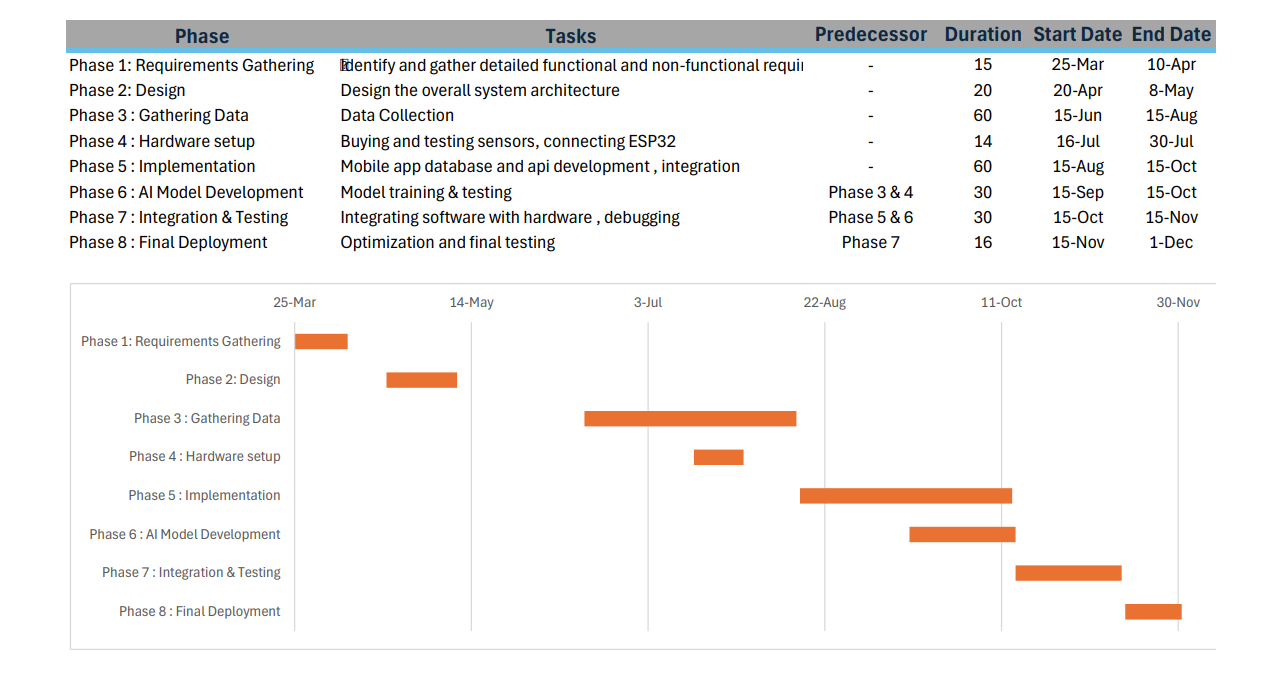 Phase Tasks Predecessor Duration Start Date End Date
Phase 1: Requirements Gathering Identify and gather detailed functional and non-functional requir - 15 25-Mar 10-Apr
Phase 2: Design Design the overall system architecture - 20 20-Apr 8-May
Phase 3 : Gathering Data Data Collection - 60 15-Jun 15-Aug
Phase 4 : Hardware setup Buying and testing sensors, connecting ESP32 - 14 16-Jul 30-Jul
Phase 5 : Implementation Mobile app database and api development , integration - 60 15-Aug 15-Oct
Phase 6 : AI Model Development Model training & testing Phase 3 & 4 30 15-Sep 15-Oct
Phase 7 : Integration & Testing Integrating software with hardware , debugging Phase 5 & 6 30 15-Oct 15-Nov
Phase 8 : Final Deployment Optimization and final testing Phase 7 16 15-Nov 1-Dec
25-Mar 14-May 3-Jul 22-Aug 11-Oct 30-Nov
Phase 1: Requirements Gathering
Phase 2: Design
Phase 3 : Gathering Data
Phase 4 : Hardware setup
Phase 5 : Implementation
Phase 6 : AI Model Development
Phase 7 : Integration & Testing
Phase 8 : Final Deployment